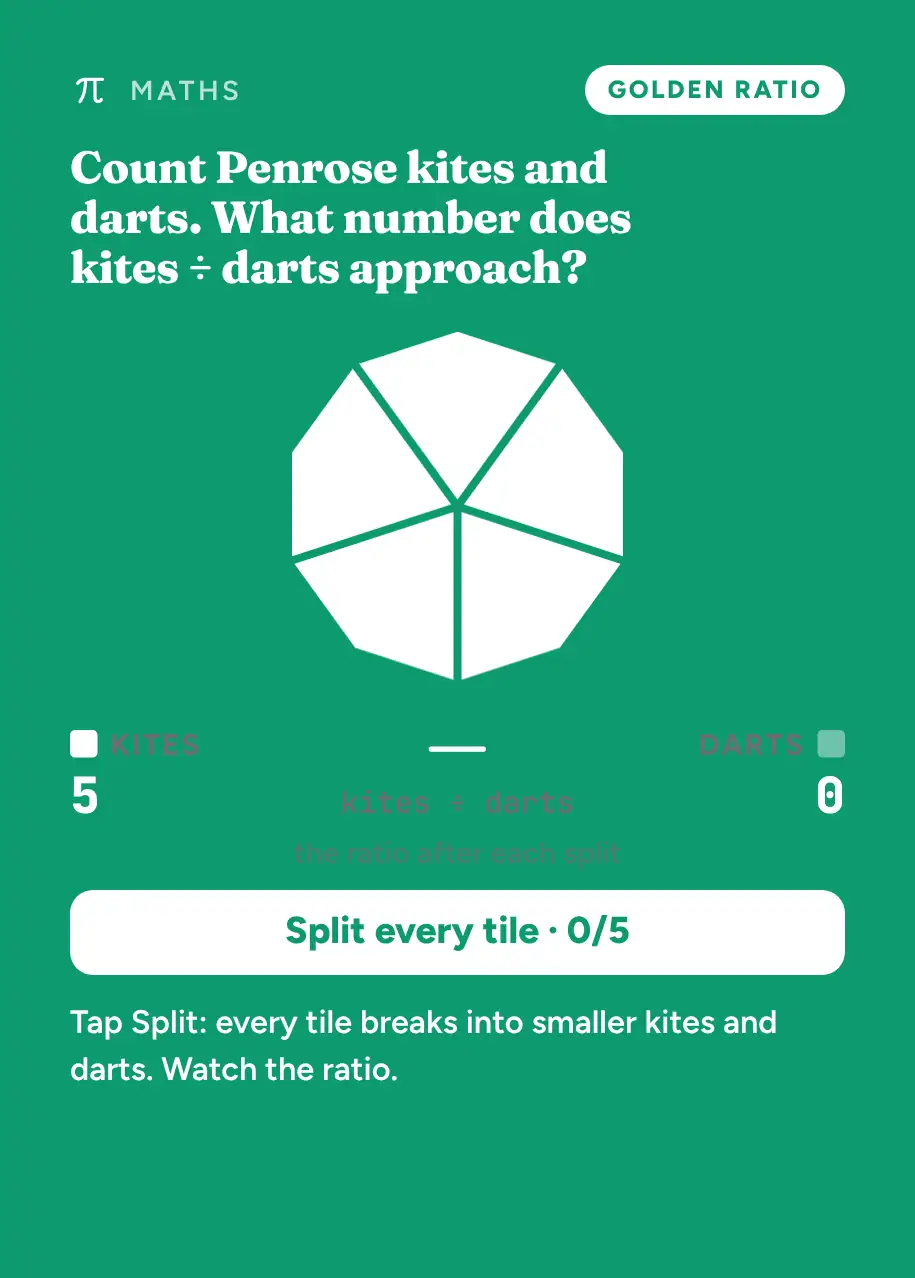 π MATHS
GOLDEN RATIO
Count Penrose kites and
darts. What number does
kites ÷ darts approach?
KITES
—
DARTS
5
kites ÷ darts
0
the ratio after each split
Split every tile · 0/5
Tap Split: every tile breaks into smaller kites and
darts. Watch the ratio.